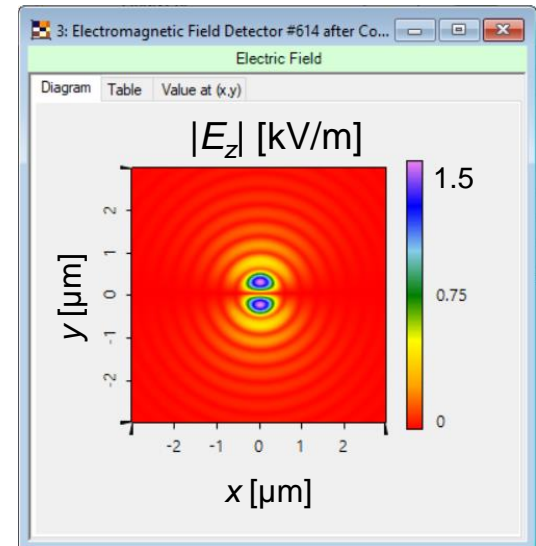 3: Electromagnetic Field Detector #614 after Co...
Electric Field
Diagram Table Value at (x,y)
|E_z| [kV/m]
1.5
0.75
0
y [µm]
2
1
0
-1
-2
-2 -1 0 1 2
x [µm]